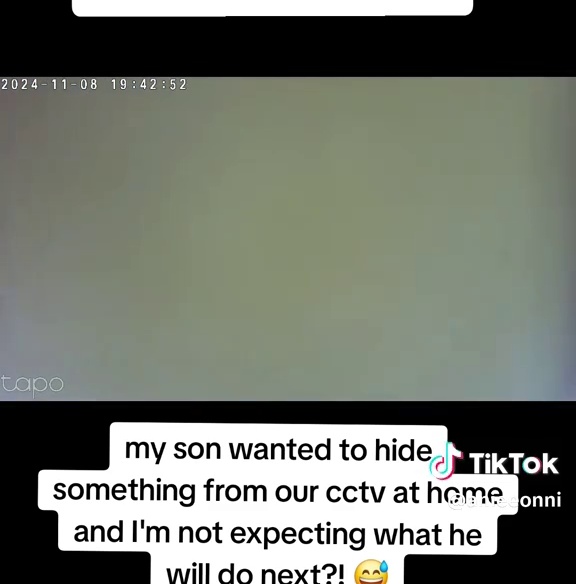 2024-11-08 19:42:52
tapo
my son wanted to hide
TikTok
something from our cctv at home
and I'm not expecting what he
will do next?! 😅